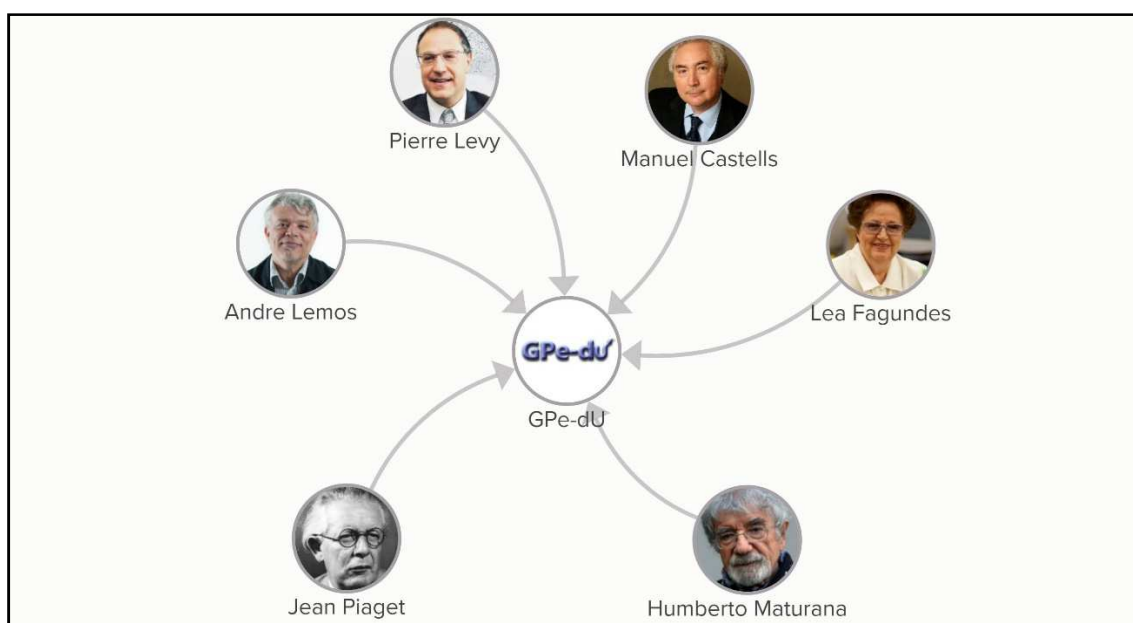 Pierre Levy
Manuel Castells
Andre Lemos
Lea Fagundes
GPe-dU
GPe-dU
Jean Piaget
Humberto Maturana